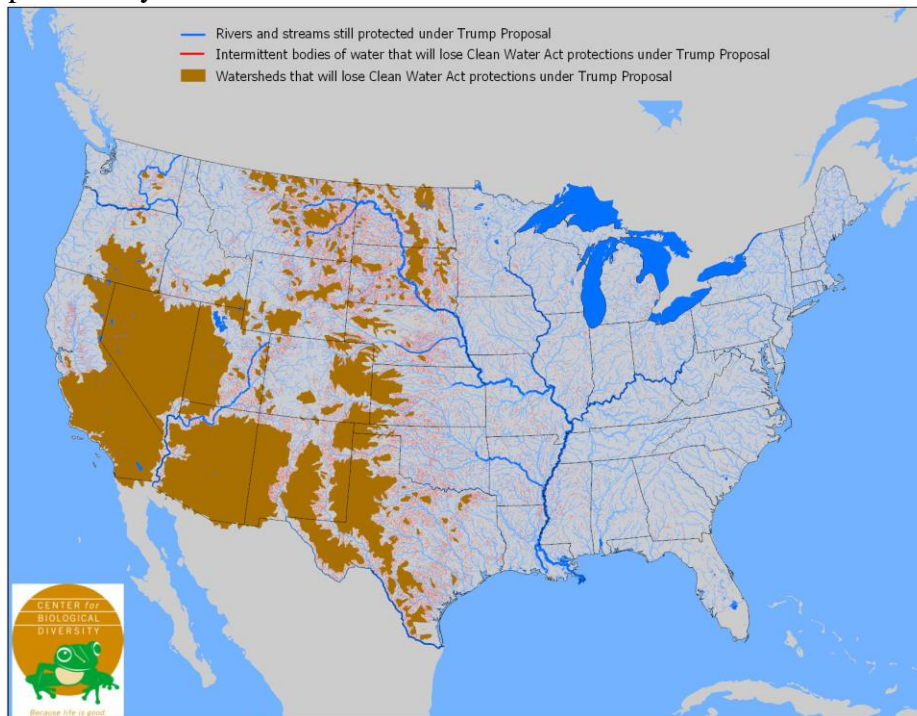 Rivers and streams still protected under Trump Proposal
Intermittent bodies of water that will lose Clean Water Act protections under Trump Proposal
Watersheds that will lose Clean Water Act protections under Trump Proposal
CENTER for
BIOLOGICAL
DIVERSITY
Because life is good.